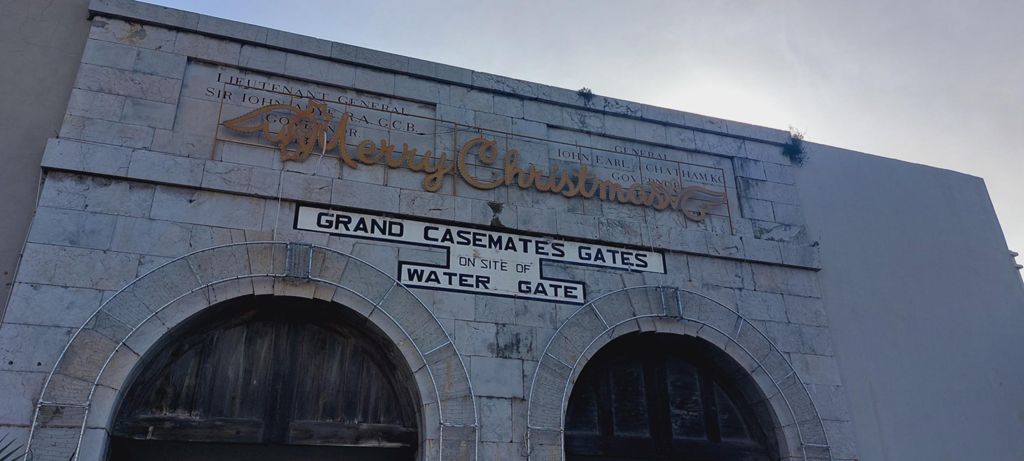 LIEUTENANT GENERAL
SIR JOHN
G.C.B.
GOVERNOR
Merry Christmas
GENERAL
JOHN EARL CHATHAM. KG
GOVERNOR
GRAND CASEMATES GATES
ON SITE OF
WATER GATE